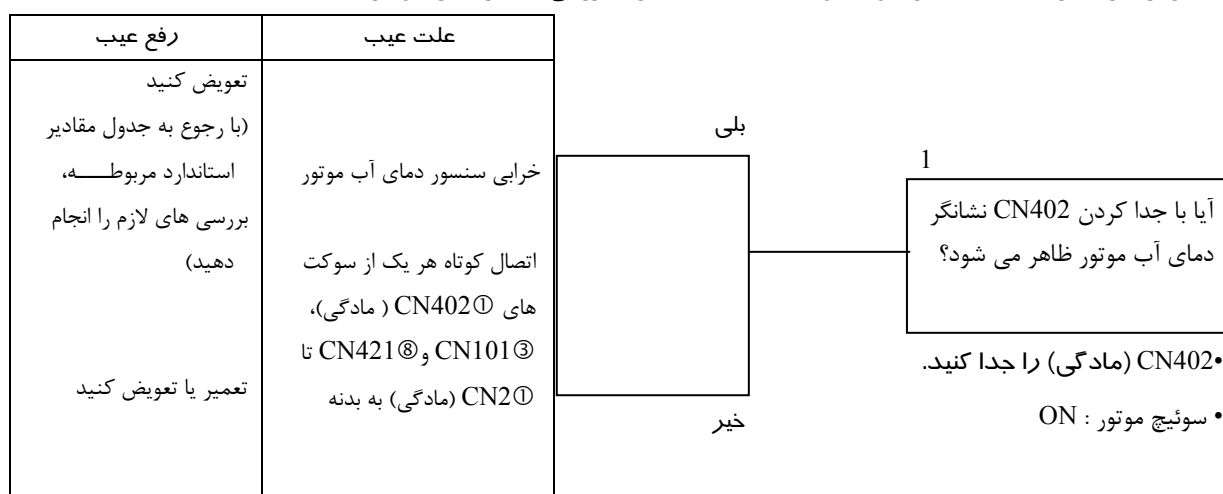 علت عیب
رفع عیب
1
آیا با جدا کردن CN402 نشانگر
دمای آب موتور ظاهر می شود؟
•CN402 (مادگی) را جدا کنید.
• سوئیچ موتور : ON
بلی
خیر
خرابی سنسور دمای آب موتور
اتصال کوتاه هر یک از سوکت
های CN402① ( مادگی)،
CN101③ و CN421⑧ تا
CN2① (مادگی) به بدنه
تعویض کنید
(با رجوع به جدول مقادیر
استاندارد مربوطـــــه،
بررسی های لازم را انجام
دهید)
تعمیر یا تعویض کنید